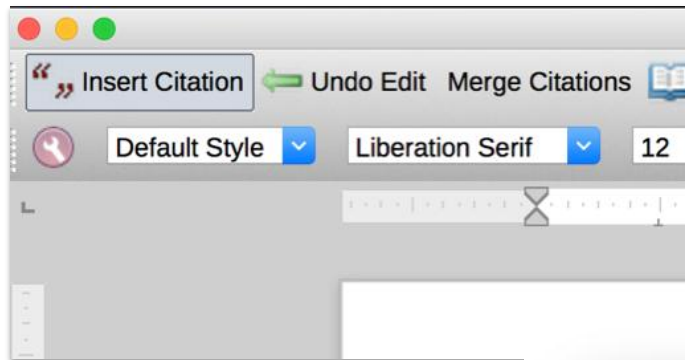 “ „ Insert Citation Undo Edit Merge Citations
Default Style Liberation Serif 12